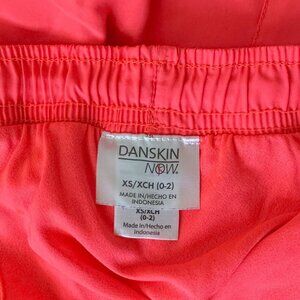 DANSKIN
NOW.
XS/XCH (0-2)
MADE IN/HECHO EN
INDONESIA
XS/XCH
(0-2)
Made in/Hecho en
Indonesia